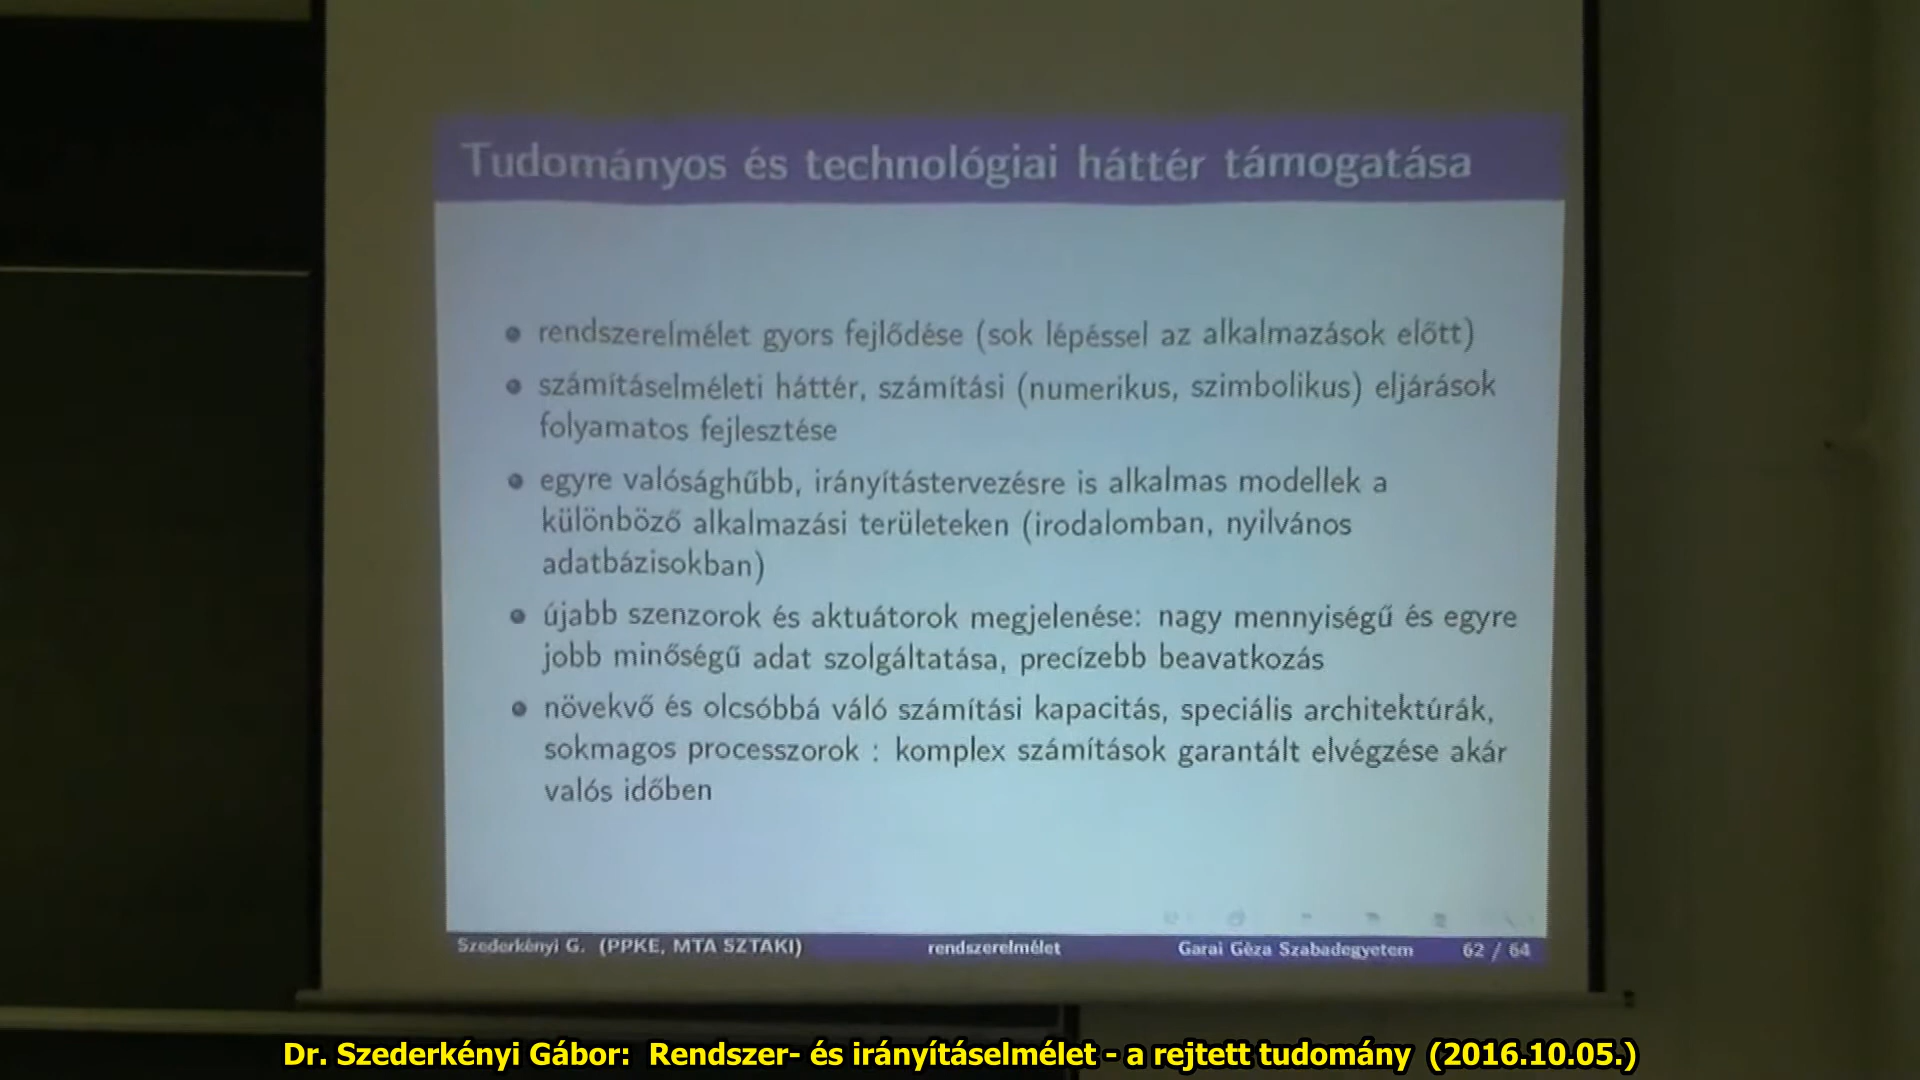 Tudományos és technológiai háttér támogatása
rendszerelmélet gyors fejlődése (sok lépéssel az alkalmazások előtt)
számításelméleti háttér, számítási (numerikus, szimbolikus) eljárások
folyamatos fejlesztése
egyre valósághűbb, irányítástervezésre is alkalmas modellek a
különböző alkalmazási területeken (irodalomban, nyilvános
adatbázisokban)
újabb szenzorok és aktuátorok megjelenése: nagy mennyiségű és egyre
jobb minőségű adat szolgáltatása, precízebb beavatkozás
növekvő és olcsóbbá váló számítási kapacitás, speciális architektúrák,
sokmagos processzorok : komplex számítások garantált elvégzése akár
valós időben
Szederkényi G. (PPKE, MTA SZTAKI) rendszerelmélet Garai Géza Szabadegyetem 62 / 64
Dr. Szederkényi Gábor: Rendszer- és irányításelmélet - a rejtett tudomány (2016.10.05.)